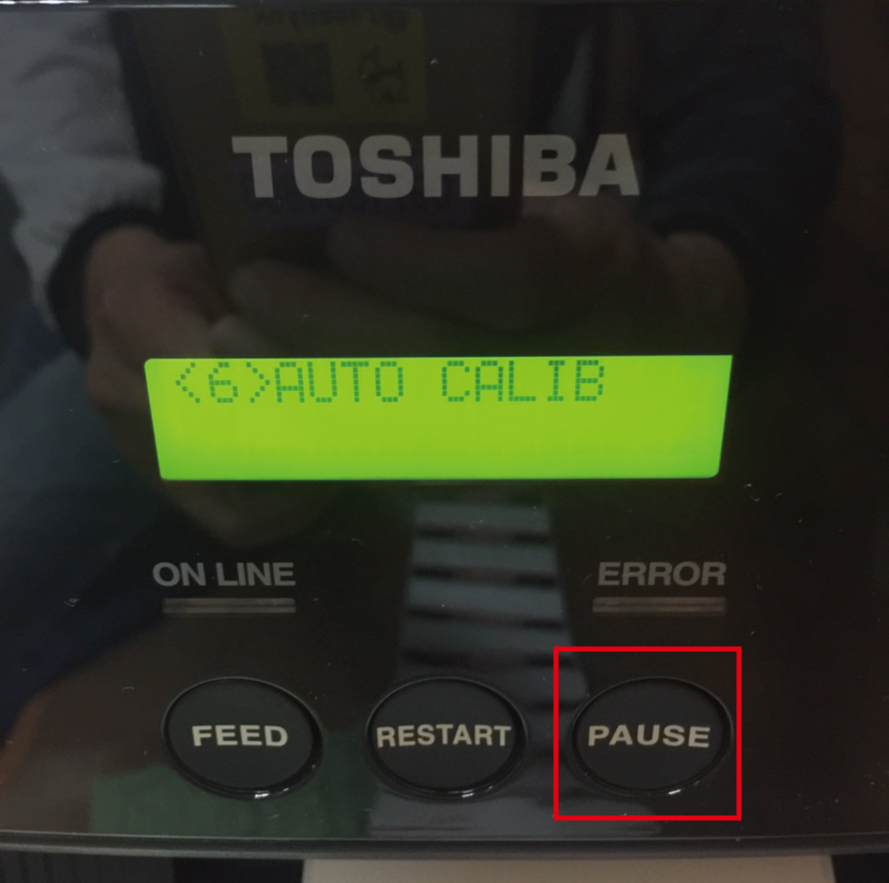 TOSHIBA
<6>AUTO CALIB
ON LINE
ERROR
FEED
RESTART
PAUSE